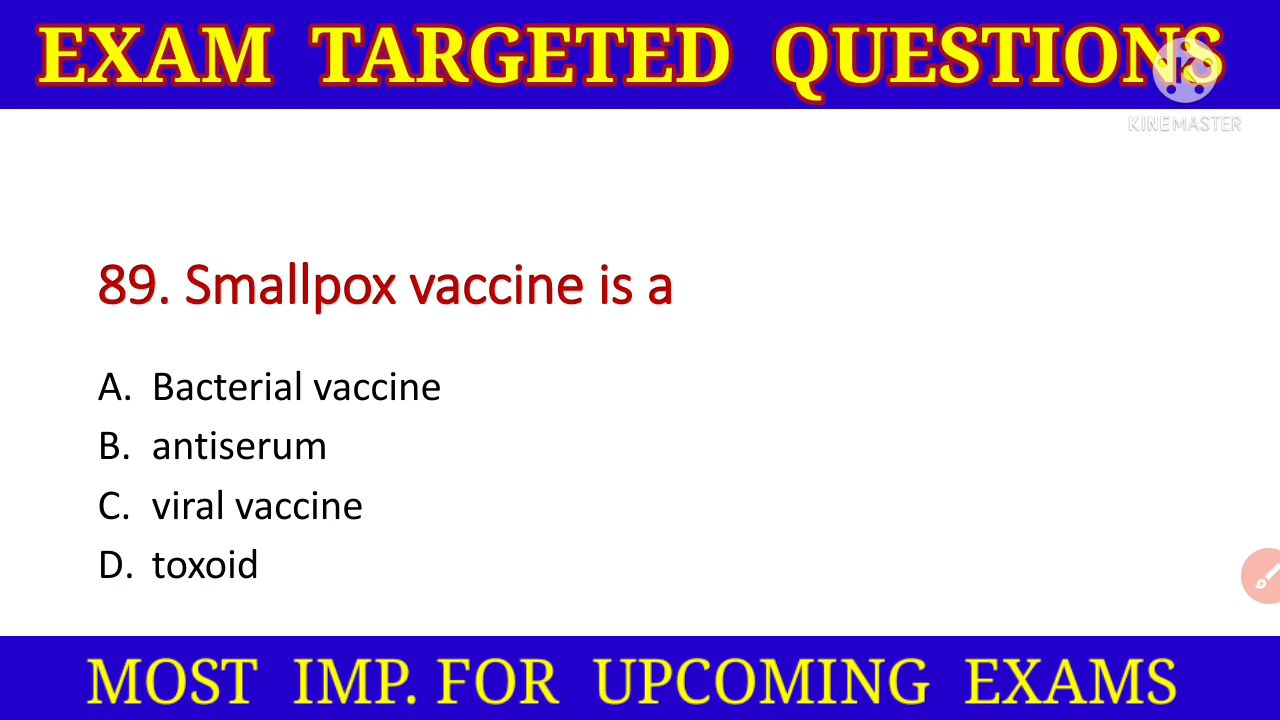 EXAM TARGETED QUESTIONS
K
KINEMASTER
89. Smallpox vaccine is a
A. Bacterial vaccine
B. antiserum
C. viral vaccine
D. toxoid
MOST IMP. FOR UPCOMING EXAMS